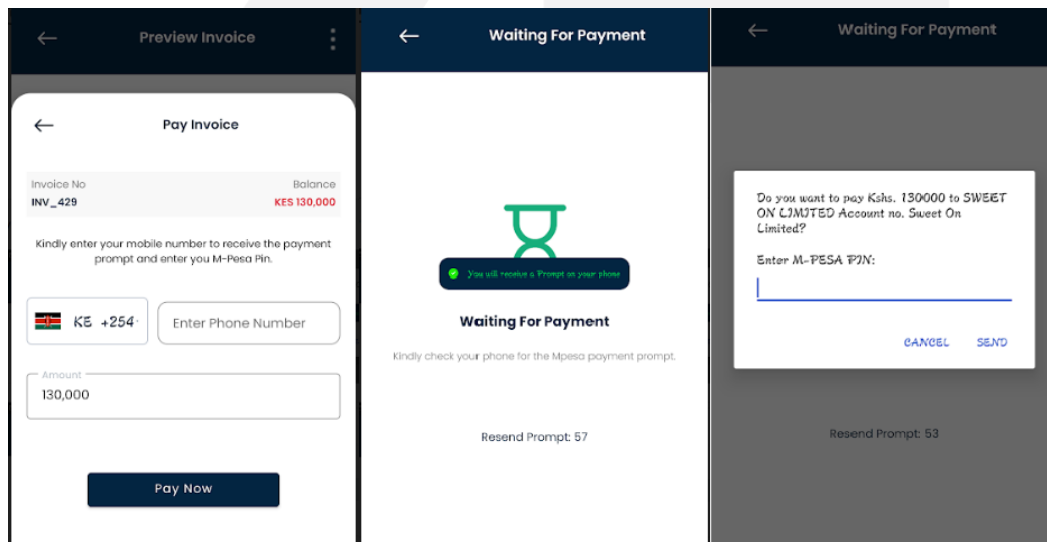 Preview Invoice
Pay Invoice
Invoice No
Balance
INV_429
KES 130,000
Kindly enter your mobile number to receive the payment
prompt and enter you M-Pesa Pin.
KE +254
Enter Phone Number
Amount
130,000
Pay Now
Waiting For Payment
You will receive a Prompt on your phone
Waiting For Payment
Kindly check your phone for the Mpesa payment prompt.
Resend Prompt: 57
Waiting For Payment
Do you want to pay Kshs. 130000 to SWEET
ON LIMITED Account no. Sweet On
Limited?
Enter M-PESA PIN:
CANCEL SEND
Resend Prompt: 53